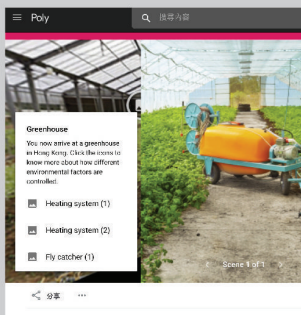 Poly
搜尋內容
Greenhouse
You now arrive at a greenhouse
in Hong Kong. Click the icons to
know more about how different
environmental factors are
controlled.
Heating system (1)
Heating system (2)
Fly catcher (1)
Scene 1 of 1
分享